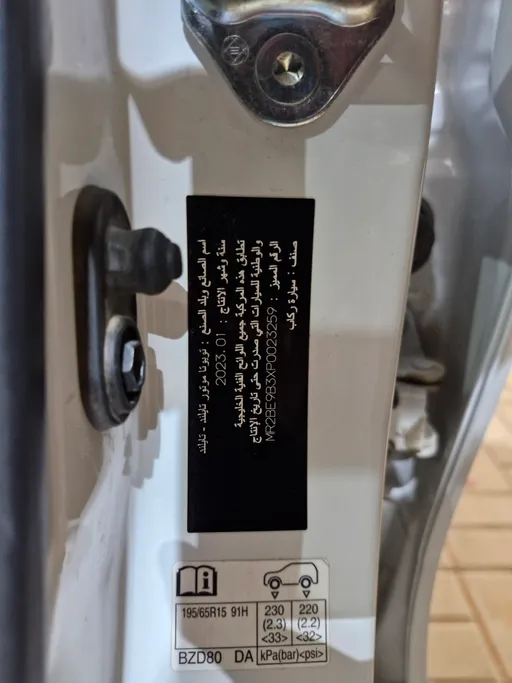 اسم الصانع وبلد الصنع : تويوتا موتور تايلند - تايلند
سنة وشهر الانتاج : 2023.01
تطابق هذه المركبة جميع اللوائح الفنية الخليجية
والوطنية للسيارات التي صدرت حتى تاريخ الإنتاج
الرقم المميز : MR2BE9B3XP0023259
صنف : سيارة ركاب
195/65R15 91H
230 220
(2.3) (2.2)
<33> <32>
BZD80 DA kPa(bar)<psi>